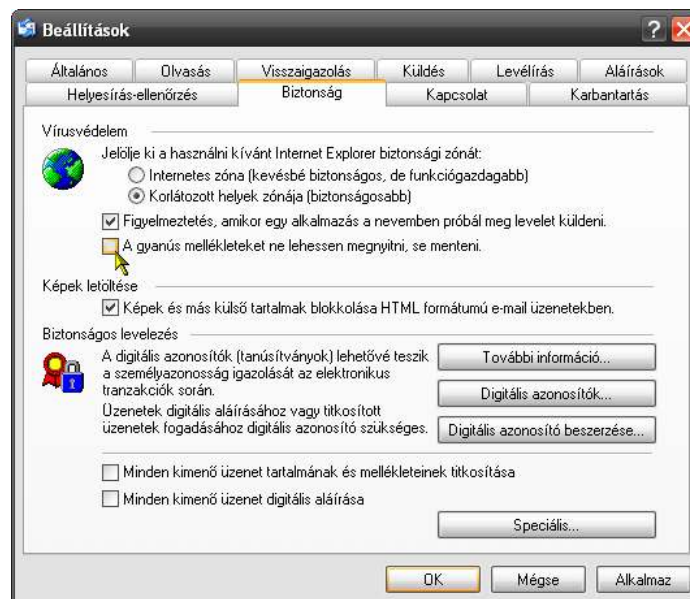 Beállítások
Általános
Olvasás
Visszaigazolás
Küldés
Levélírás
Aláírások
Helyesírás-ellenőrzés
Biztonság
Kapcsolat
Karbantartás
Vírusvédelem
Jelölje ki a használni kívánt Internet Explorer biztonsági zónát:
Internetes zóna (kevésbé biztonságos, de funkciógazdagabb)
Korlátozott helyek zónája (biztonságosabb)
Figyelmeztetés, amikor egy alkalmazás a nevemben próbál meg levelet küldeni.
A gyanús mellékleteket ne lehessen megnyitni, se menteni.
Képek letöltése
Képek és más külső tartalmak blokkolása HTML formátumú e-mail üzenetekben.
Biztonságos levelezés
A digitális azonosítók (tanúsítványok) lehetővé teszik
a személyazonosság igazolását az elektronikus
tranzakciók során.
További információ...
Digitális azonosítók...
Üzenetek digitális aláírásához vagy titkosított
üzenetek fogadásához digitális azonosító szükséges.
Digitális azonosító beszerzése...
Minden kimenő üzenet tartalmának és mellékleteinek titkosítása
Minden kimenő üzenet digitális aláírása
Speciális...
OK
Mégse
Alkalmaz